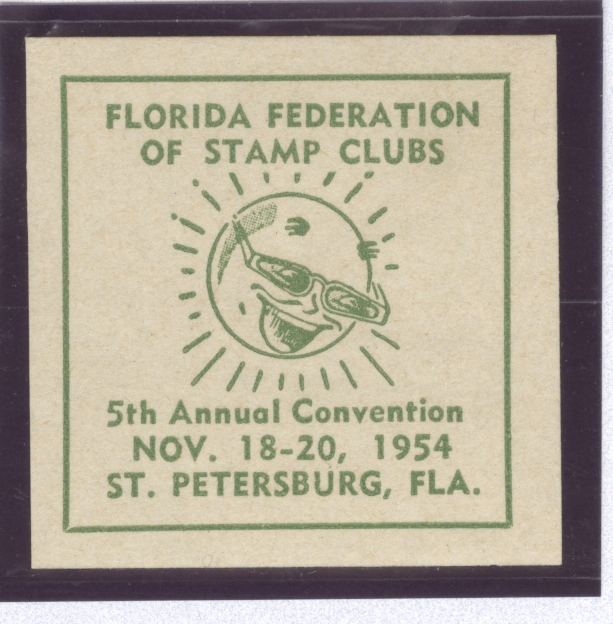 FLORIDA FEDERATION
OF STAMP CLUBS
5th Annual Convention
NOV. 18-20, 1954
ST. PETERSBURG, FLA.